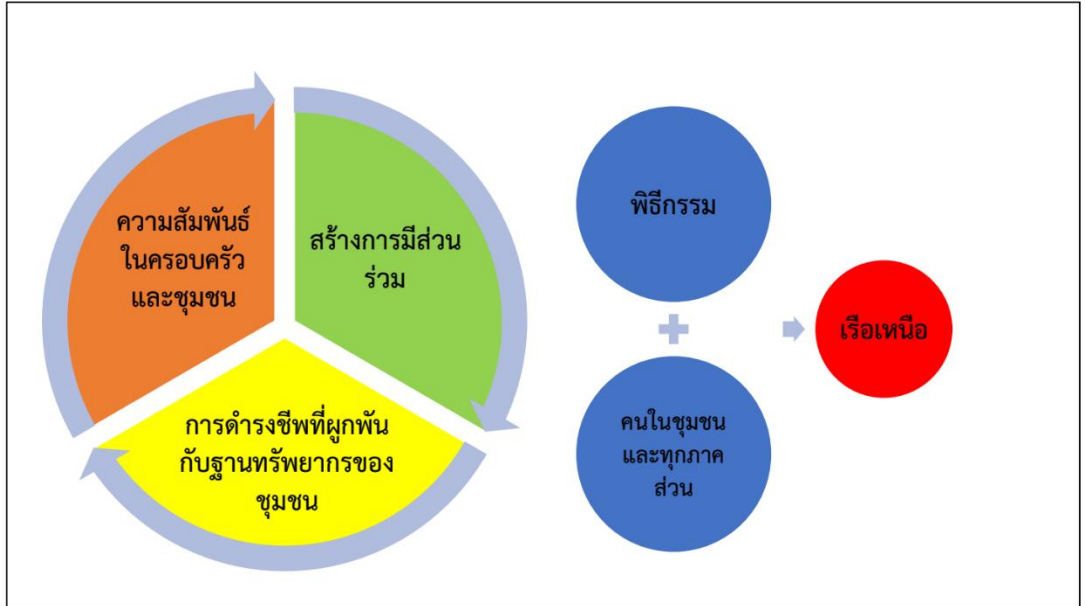 ความสัมพันธ์
ในครอบครัว
และชุมชน
สร้างการมีส่วน
ร่วม
การดำรงชีพที่ผูกพัน
กับฐานทรัพยากรของ
ชุมชน
พิธีกรรม
คนในชุมชน
และทุกภาค
ส่วน
เรือเหนือ